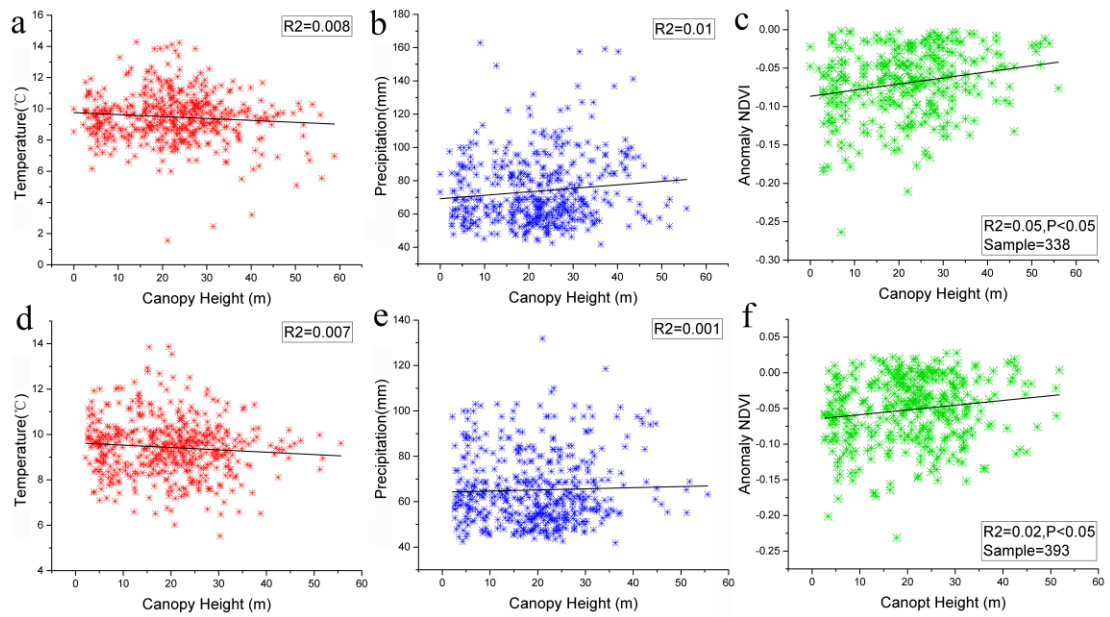 a
R2=0.008
16
14
12
10
8
6
4
2
0
Temperature(℃)
0 10 20 30 40 50 60
Canopy Height (m)
b
R2=0.01
160
140
120
100
80
60
40
Precipitation(mm)
0 10 20 30 40 50 60
Canopy Height (m)
c
0.00
-0.05
-0.10
-0.15
-0.20
-0.25
-0.30
Anomaly NDVI
R2=0.05,P<0.05
Sample=338
0 10 20 30 40 50 60
Canopy Height (m)
d
R2=0.007
14
12
10
8
6
4
Temperature(℃)
0 10 20 30 40 50 60
Canopy Height (m)
e
R2=0.001
140
120
100
80
60
40
Precipitation(mm)
0 10 20 30 40 50 60
Canopy Height (m)
f
0.05
0.00
-0.05
-0.10
-0.15
-0.20
-0.25
Anomaly NDVI
R2=0.02,P<0.05
Sample=393
0 10 20 30 40 50 60
Canopt Height (m)